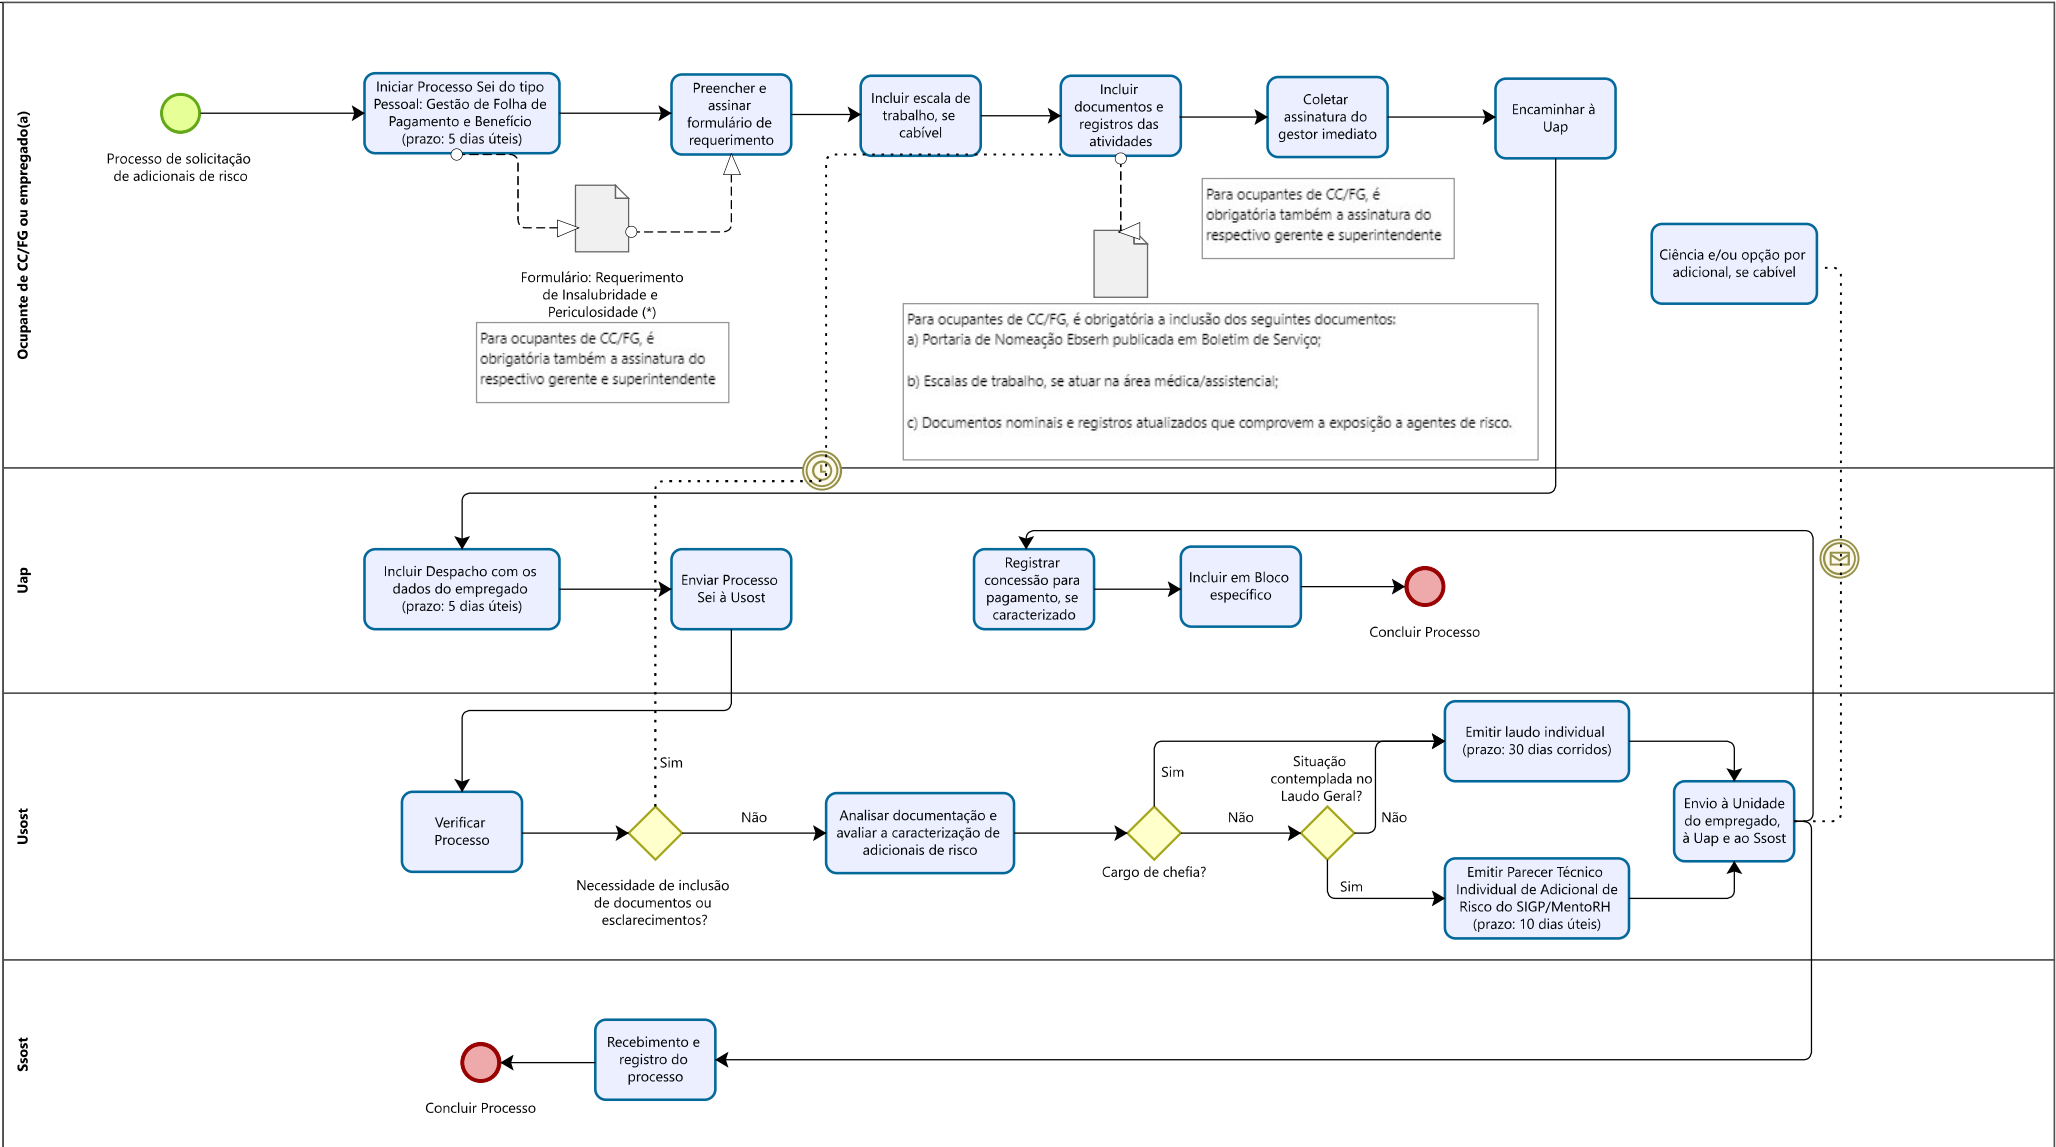 Ocupante de CC/FG ou empregado(a)
Processo de solicitação
de adicionais de risco
Iniciar Processo Sei do tipo
Pessoal: Gestão de Folha de
Pagamento e Benefício
(prazo: 5 dias úteis)
Preencher e
assinar
formulário de
requerimento
Incluir escala de
trabalho, se
cabível
Incluir
documentos e
registros das
atividades
Coletar
assinatura do
gestor imediato
Encaminhar à
Uap
Formulário: Requerimento
de Insalubridade e
Periculosidade (*)
Para ocupantes de CC/FG, é
obrigatória também a assinatura do
respectivo gerente e superintendente
Para ocupantes de CC/FG, é
obrigatória também a assinatura do
respectivo gerente e superintendente
Para ocupantes de CC/FG, é obrigatória a inclusão dos seguintes documentos:
a) Portaria de Nomeação Ebserh publicada em Boletim de Serviço;
b) Escalas de trabalho, se atuar na área médica/assistencial;
c) Documentos nominais e registros atualizados que comprovem a exposição a agentes de risco.
Ciência e/ou opção por
adicional, se cabível
Uap
Incluir Despacho com os
dados do empregado
(prazo: 5 dias úteis)
Enviar Processo
Sei à Usost
Registrar
concessão para
pagamento, se
caracterizado
Incluir em Bloco
específico
Concluir Processo
Usost
Verificar
Processo
Sim
Necessidade de inclusão
de documentos ou
esclarecimentos?
Não
Analisar documentação e
avaliar a caracterização de
adicionais de risco
Cargo de chefia?
Sim
Não
Situação
contemplada no
Laudo Geral?
Não
Sim
Emitir laudo individual
(prazo: 30 dias corridos)
Emitir Parecer Técnico
Individual de Adicional de
Risco do SIGP/MentoRH
(prazo: 10 dias úteis)
Envio à Unidade
do empregado,
à Uap e ao Ssost
Ssost
Recebimento e
registro do
processo
Concluir Processo